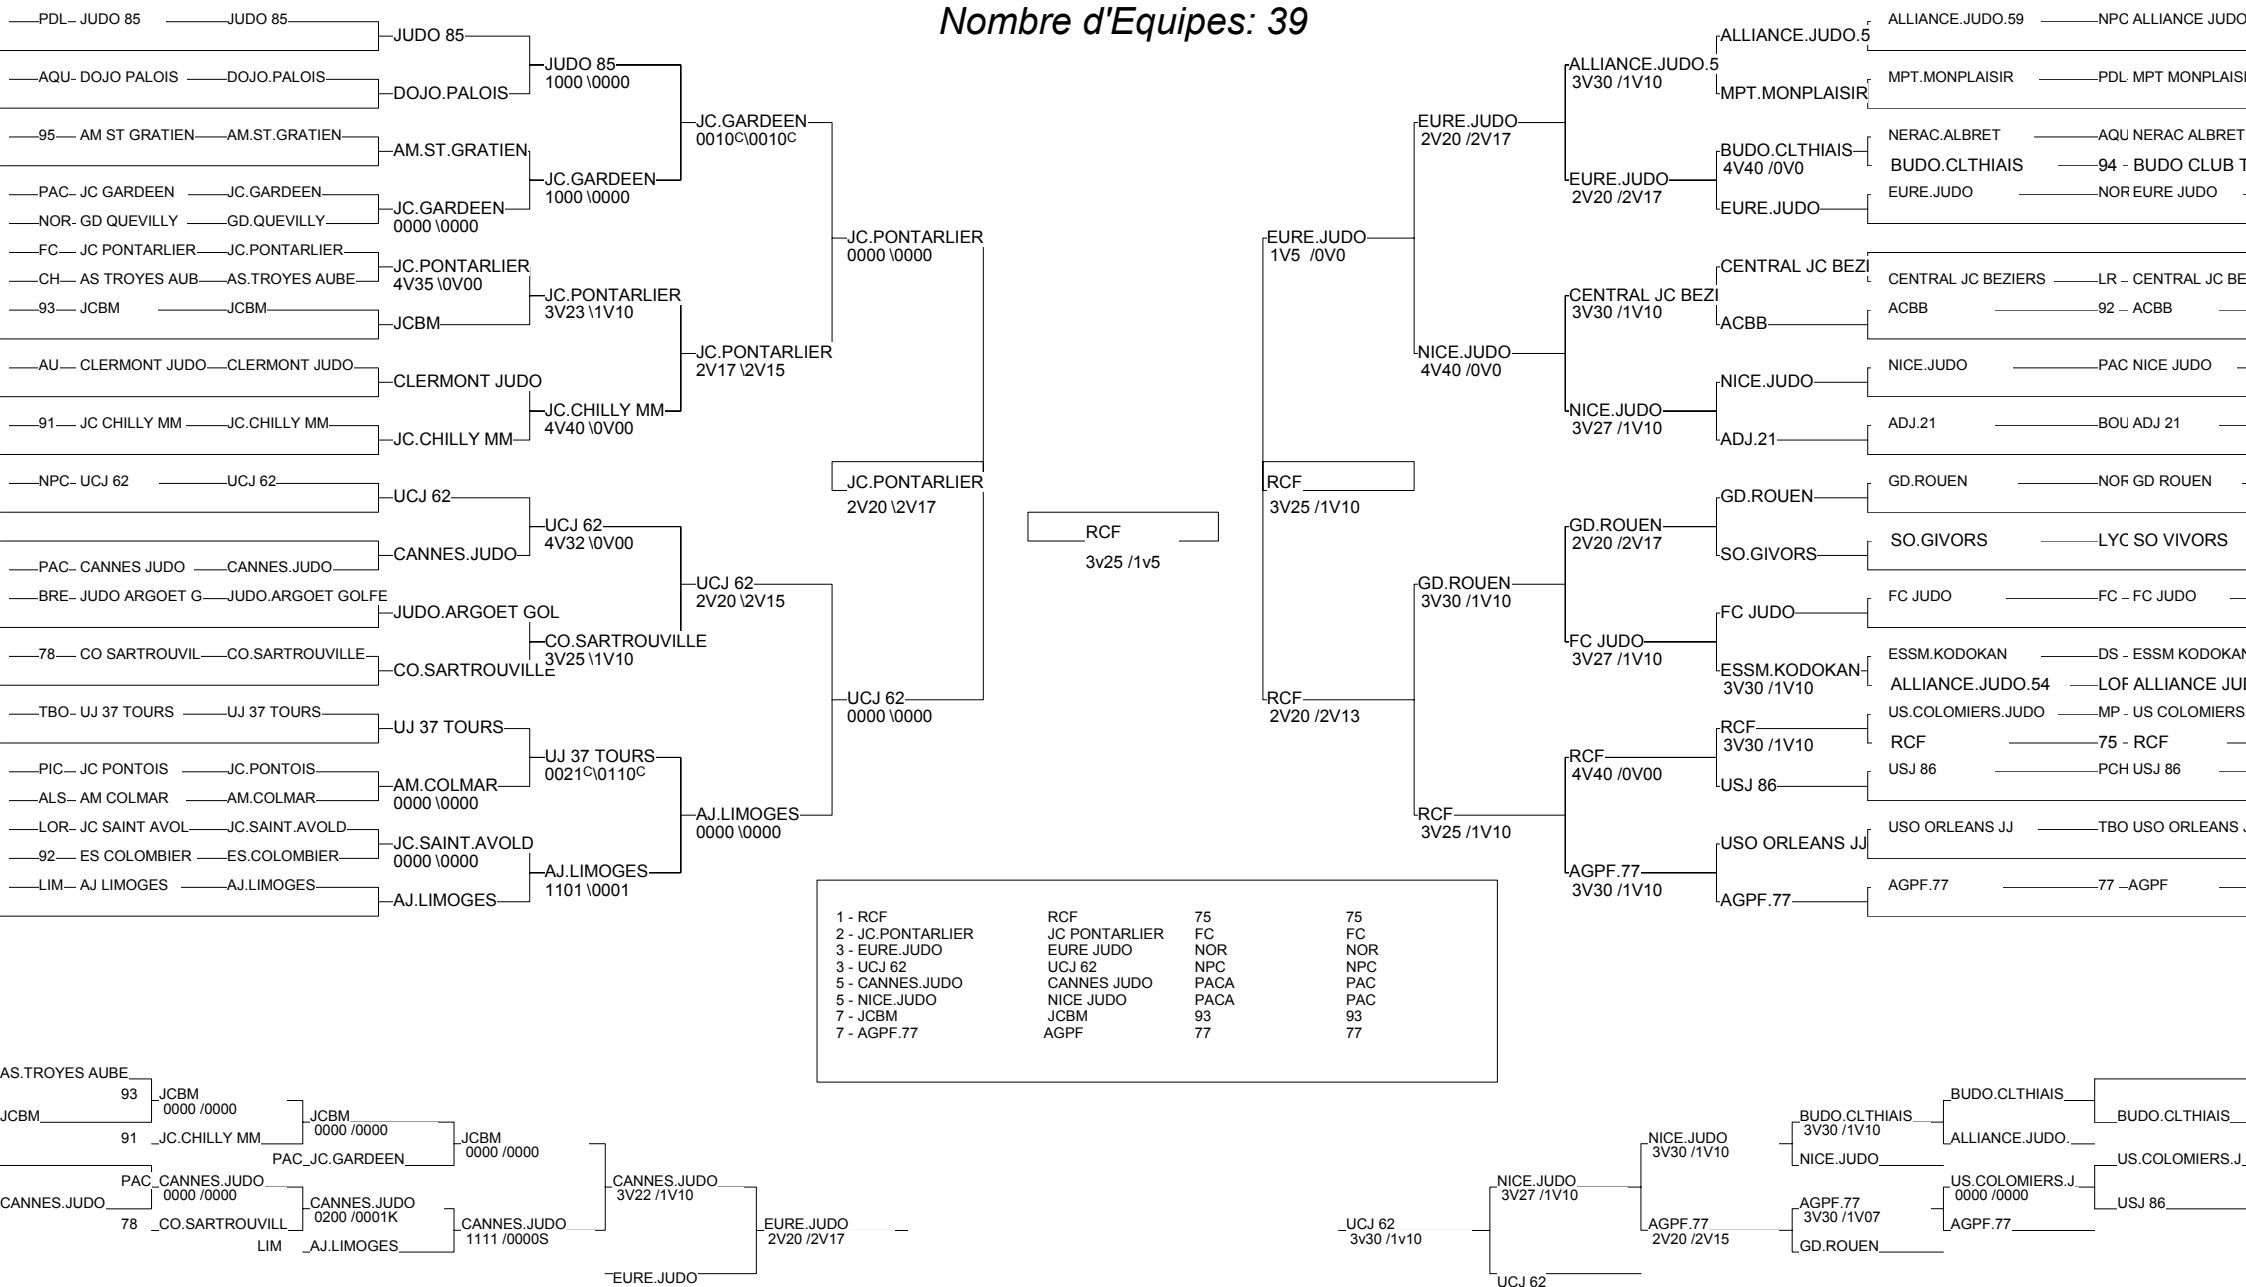 Nombre d'Equipes: 39
PDL JUDO 85 JUDO 85
AQU DOJO PALOIS DOJO.PALOIS
95 AM ST GRATIEN AM.ST.GRATIEN
PAC JC GARDEEN JC.GARDEEN
NOR GD QUEVILLY GD.QUEVILLY
FC JC PONTARLIER JC.PONTARLIER
CH AS TROYES AUB AS.TROYES AUBE
93 JCBM JCBM
AU CLERMONT JUDO CLERMONT JUDO
91 JC CHILLY MM JC.CHILLY MM
NPC UCJ 62 UCJ 62
PAC CANNES JUDO CANNES.JUDO
BRE JUDO ARGOET G JUDO.ARGOET GOLFE
78 CO SARTROUVIL CO.SARTROUVILLE
TBO UJ 37 TOURS UJ 37 TOURS
PIC JC PONTOIS JC.PONTOIS
ALS AM COLMAR AM.COLMAR
LOR JC SAINT AVOL JC.SAINT.AVOLD
92 ES COLOMBIER ES.COLOMBIER
LIM AJ LIMOGES AJ.LIMOGES
JUDO 85
DOJO.PALOIS
AM.ST.GRATIEN
JC.GARDEEN
0000 \0000
JC.PONTARLIER
4V35 \0V00
JCBM
CLERMONT JUDO
JC.CHILLY MM
UCJ 62
CANNES.JUDO
JUDO.ARGOET GOL
CO.SARTROUVILLE
UJ 37 TOURS
AM.COLMAR
0000 \0000
JC.SAINT.AVOLD
0000 \0000
AJ.LIMOGES
JUDO 85
1000 \0000
JC.GARDEEN
1000 \0000
JC.PONTARLIER
3V23 \1V10
JC.CHILLY MM
4V40 \0V00
UCJ 62
4V32 \0V00
CO.SARTROUVILLE
3V25 \1V10
UJ 37 TOURS
0021C\0110C
AJ.LIMOGES
1101 \0001
JC.GARDEEN
0010C\0010C
JC.PONTARLIER
2V17 \2V15
UCJ 62
2V20 \2V15
AJ.LIMOGES
0000 \0000
JC.PONTARLIER
0000 \0000
UCJ 62
0000 \0000
JC.PONTARLIER
2V20 \2V17
RCF
3v25 /1v5
RCF
3V25 /1V10
EURE.JUDO
1V5 /0V0
RCF
2V20 /2V13
EURE.JUDO
2V20 /2V17
NICE.JUDO
4V40 /0V0
GD.ROUEN
3V30 /1V10
RCF
3V25 /1V10
ALLIANCE.JUDO.5
3V30 /1V10
EURE.JUDO
2V20 /2V17
CENTRAL JC BEZI
3V30 /1V10
NICE.JUDO
3V27 /1V10
GD.ROUEN
2V20 /2V17
FC JUDO
3V27 /1V10
RCF
4V40 /0V00
AGPF.77
3V30 /1V10
ALLIANCE.JUDO.5
MPT.MONPLAISIR
BUDO.CLTHIAIS
4V40 /0V0
EURE.JUDO
CENTRAL JC BEZI
ACBB
NICE.JUDO
ADJ.21
GD.ROUEN
SO.GIVORS
FC JUDO
ESSM.KODOKAN
3V30 /1V10
RCF
3V30 /1V10
USJ 86
USO ORLEANS JJ
AGPF.77
ALLIANCE.JUDO.59 NPC ALLIANCE JUDO
MPT.MONPLAISIR PDL MPT MONPLAIS
NERAC.ALBRET AQU NERAC ALBRET
BUDO.CLTHIAIS 94 - BUDO CLUB T
EURE.JUDO NOR EURE JUDO
CENTRAL JC BEZIERS LR - CENTRAL JC BE
ACBB 92 - ACBB
NICE.JUDO PAC NICE JUDO
ADJ.21 BOU ADJ 21
GD.ROUEN NOR GD ROUEN
SO.GIVORS LYC SO VIVORS
FC JUDO FC - FC JUDO
ESSM.KODOKAN DS - ESSM KODOKAN
ALLIANCE.JUDO.54 LOR ALLIANCE JUD
US.COLOMIERS.JUDO MP - US COLOMIERS
RCF 75 - RCF
USJ 86 PCH USJ 86
USO ORLEANS JJ TBO USO ORLEANS J
AGPF.77 77 - AGPF
1 - RCF RCF 75 75
2 - JC.PONTARLIER JC PONTARLIER FC FC
3 - EURE.JUDO EURE JUDO NOR NOR
3 - UCJ 62 UCJ 62 NPC NPC
5 - CANNES.JUDO CANNES JUDO PACA PAC
5 - NICE.JUDO NICE JUDO PACA PAC
7 - JCBM JCBM 93 93
7 - AGPF.77 AGPF 77 77
AS.TROYES AUBE
JCBM
CANNES.JUDO
93 JCBM
0000 /0000
91 JC.CHILLY MM
PAC CANNES.JUDO
0000 /0000
78 CO.SARTROUVILL
JCBM
0000 /0000
PAC JC.GARDEEN
CANNES.JUDO
0200 /0001K
LIM AJ.LIMOGES
JCBM
0000 /0000
CANNES.JUDO
1111 /0000S
CANNES.JUDO
3V22 /1V10
EURE.JUDO
EURE.JUDO
2V20 /2V17
UCJ 62
3v30 /1v10
NICE.JUDO
3V27 /1V10
UCJ 62
NICE.JUDO
3V30 /1V10
AGPF.77
2V20 /2V15
BUDO.CLTHIAIS
3V30 /1V10
NICE.JUDO
AGPF.77
3V30 /1V07
GD.ROUEN
BUDO.CLTHIAIS
ALLIANCE.JUDO.
US.COLOMIERS.J
0000 /0000
AGPF.77
BUDO.CLTHIAIS
US.COLOMIERS.J
USJ 86